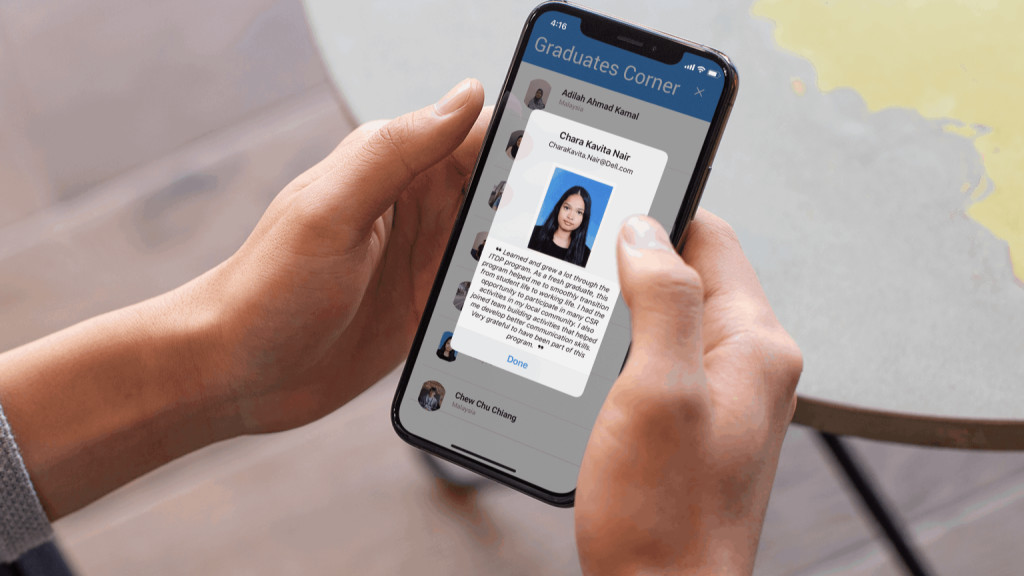 4:16
Graduates Corner
×
Adilah Ahmad Kamal
Malaysia
Chara Kavita Nair
CharaKavita.Nair@Dell.com
❝ Learned and grew a lot through the
ITDP program. As a fresh graduate, this
program helped me to smoothly transition
from student life to working life. I had the
opportunity to participate in many CSR
activities in my local community. I also
joined team building activities that helped
me develop better communication skills.
Very grateful to have been part of this
program. ❞
Done
Chew Chu Chiang
Malaysia